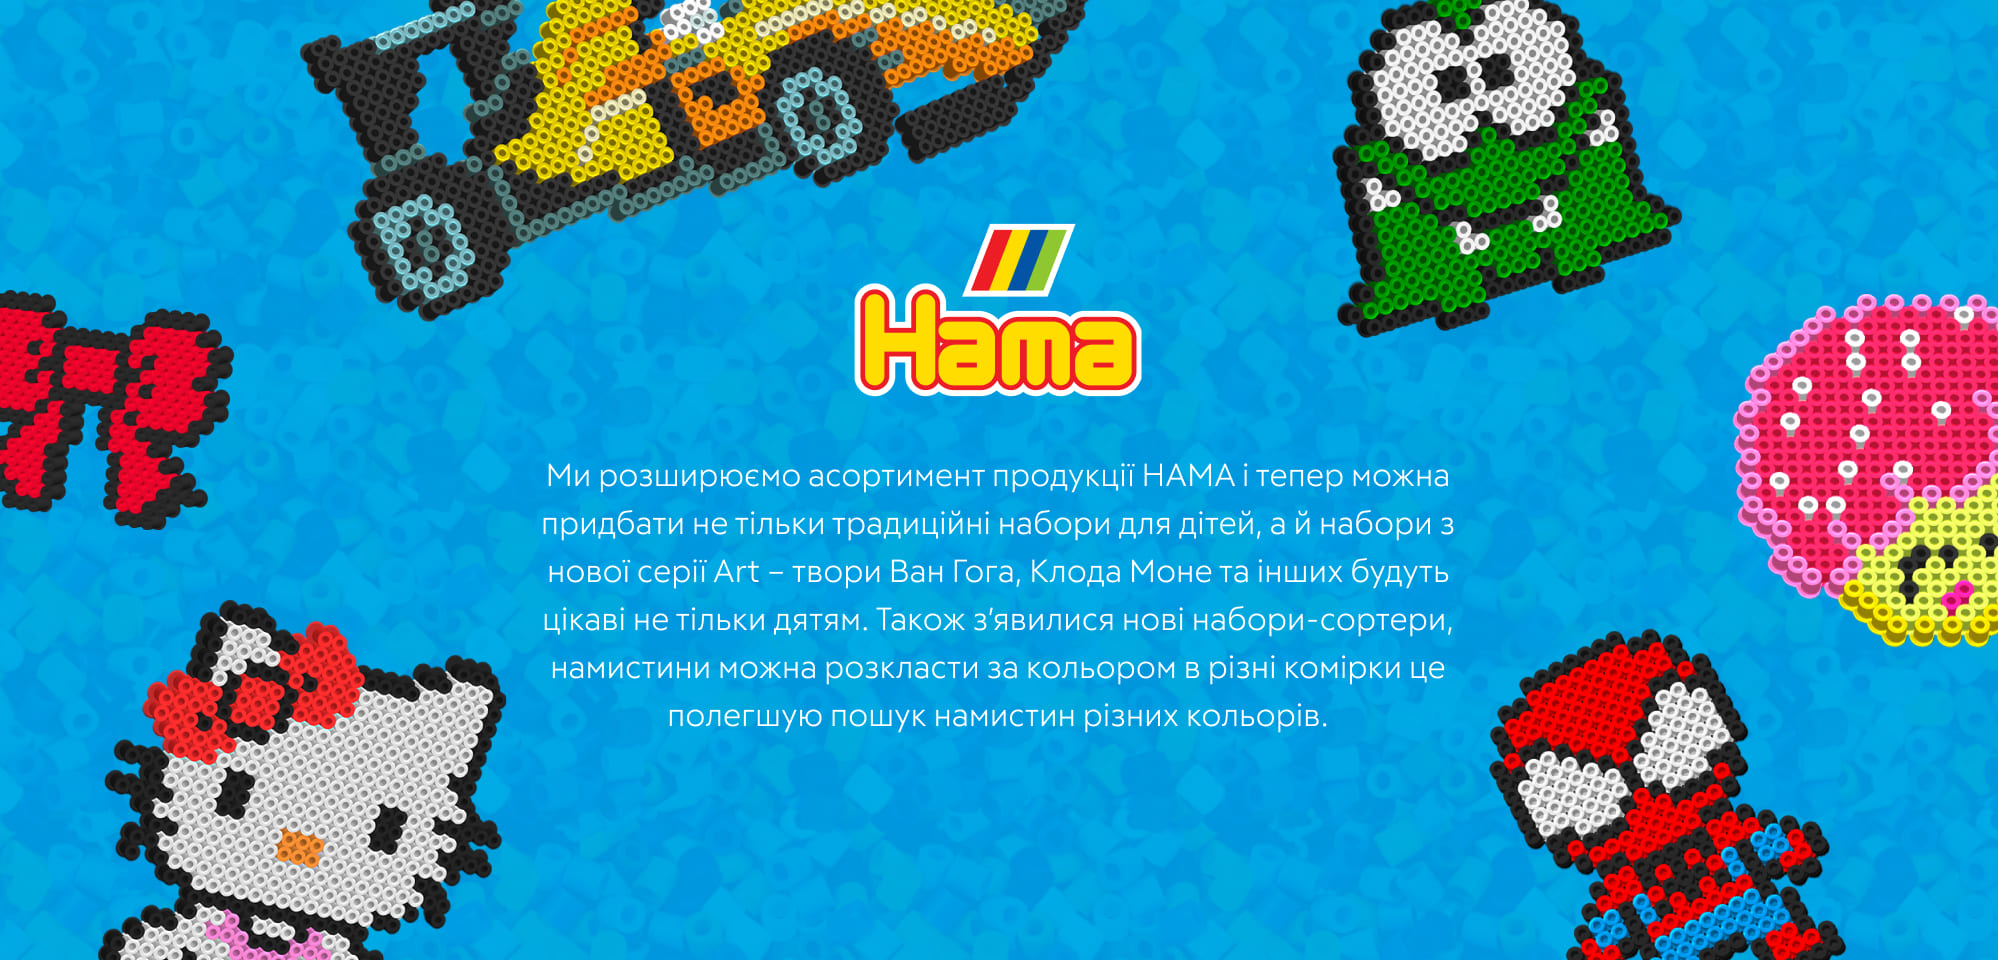 Hama
Ми розширюємо асортимент продукції HAMA і тепер можна
придбати не тільки традиційні набори для дітей, а й набори з
нової серії Art – твори Ван Гога, Клода Моне та інших будуть
цікаві не тільки дятям. Також з’явилися нові набори-сортери,
намистини можна розкласти за кольором в різні комірки це
полегшую пошук намистин різних кольорів.